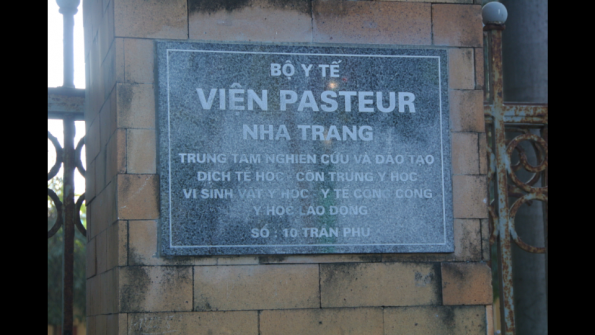 BỘ Y TẾ
VIỆN PASTEUR
NHA TRANG
TRUNG TÂM NGHIÊN CỨU VÀ ĐÀO TẠO
DỊCH TỄ HỌC - CÔN TRÙNG Y HỌC
VI SINH VẬT Y HỌC - Y TẾ CÔNG CỘNG
Y HỌC LAO ĐỘNG
SỐ : 10 TRẦN PHÚ